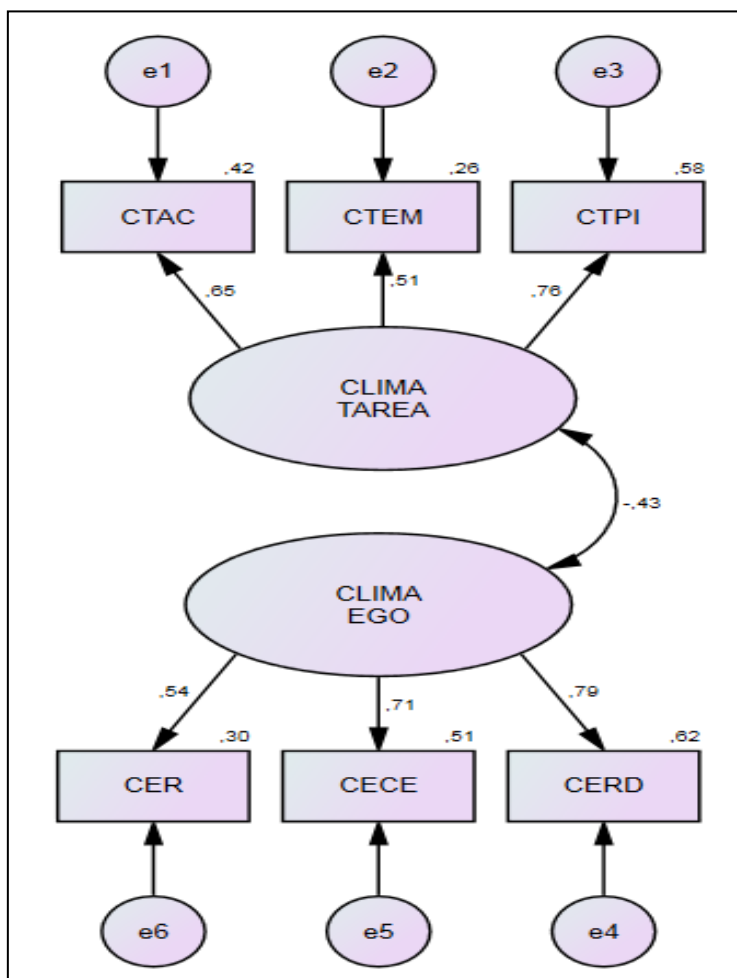 e1
e2
e3
,42
,26
,58
CTAC
CTEM
CTPI
,65
,51
,76
CLIMA
TAREA
-,43
CLIMA
EGO
,54
,71
,79
,30
,51
,62
CER
CECE
CERD
e6
e5
e4